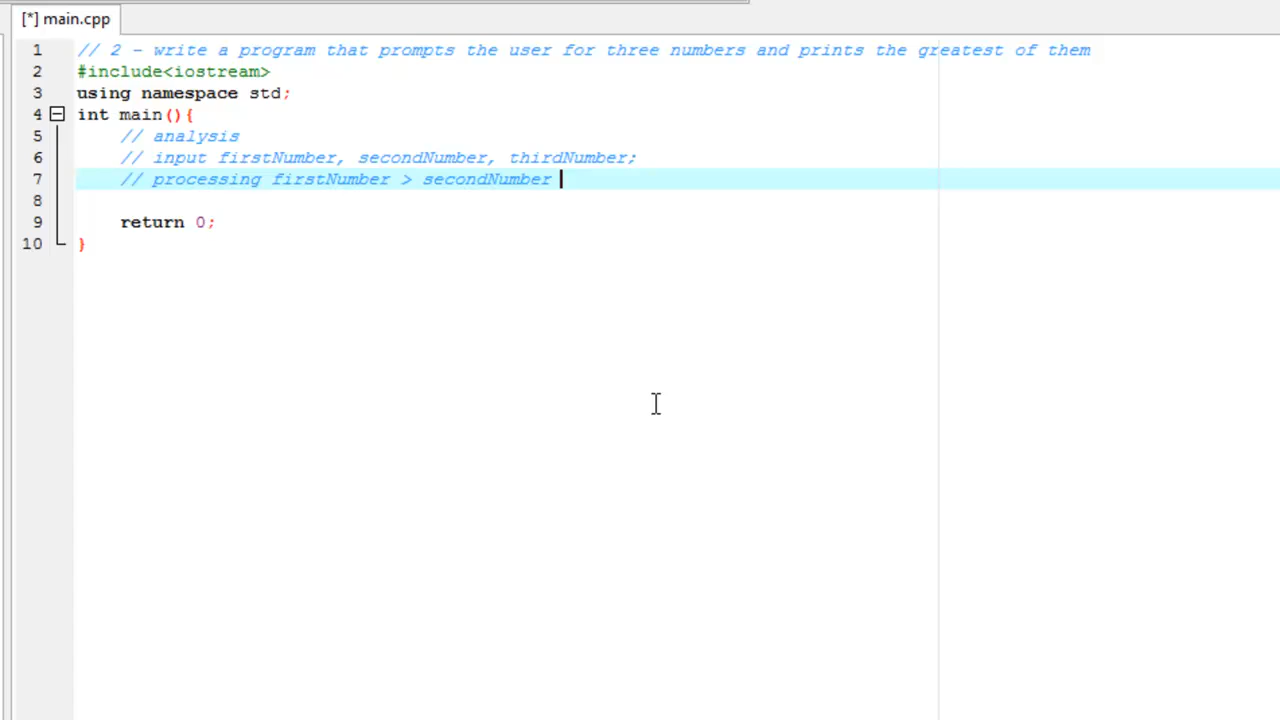 [*] main.cpp
1 // 2 - write a program that prompts the user for three numbers and prints the greatest of them
2 #include<iostream>
3 using namespace std;
4 int main(){
5 // analysis
6 // input firstNumber, secondNumber, thirdNumber;
7 // processing firstNumber > secondNumber
8
9 return 0;
10 }